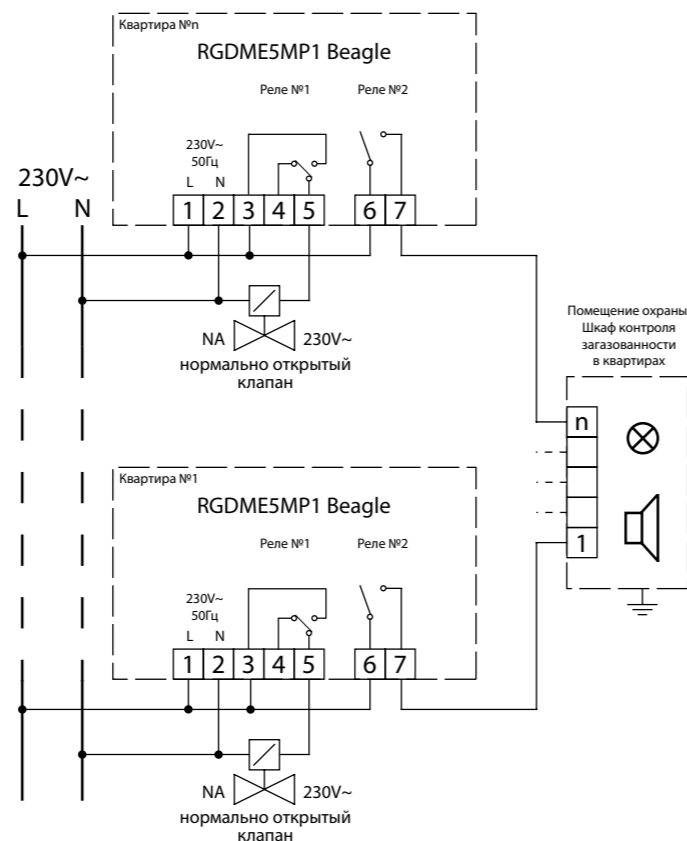 Квартира №n
RGDME5MP1 Beagle
Реле №1 Реле №2
230V~
50Гц
L N
1 2 3 4 5 6 7
230V~
L N
NA 230V~
нормально открытый
клапан
Помещение охраны
Шкаф контроля
загазованности
в квартирах
n
1
Квартира №1
RGDME5MP1 Beagle
Реле №1 Реле №2
230V~
50Гц
L N
1 2 3 4 5 6 7
NA 230V~
нормально открытый
клапан